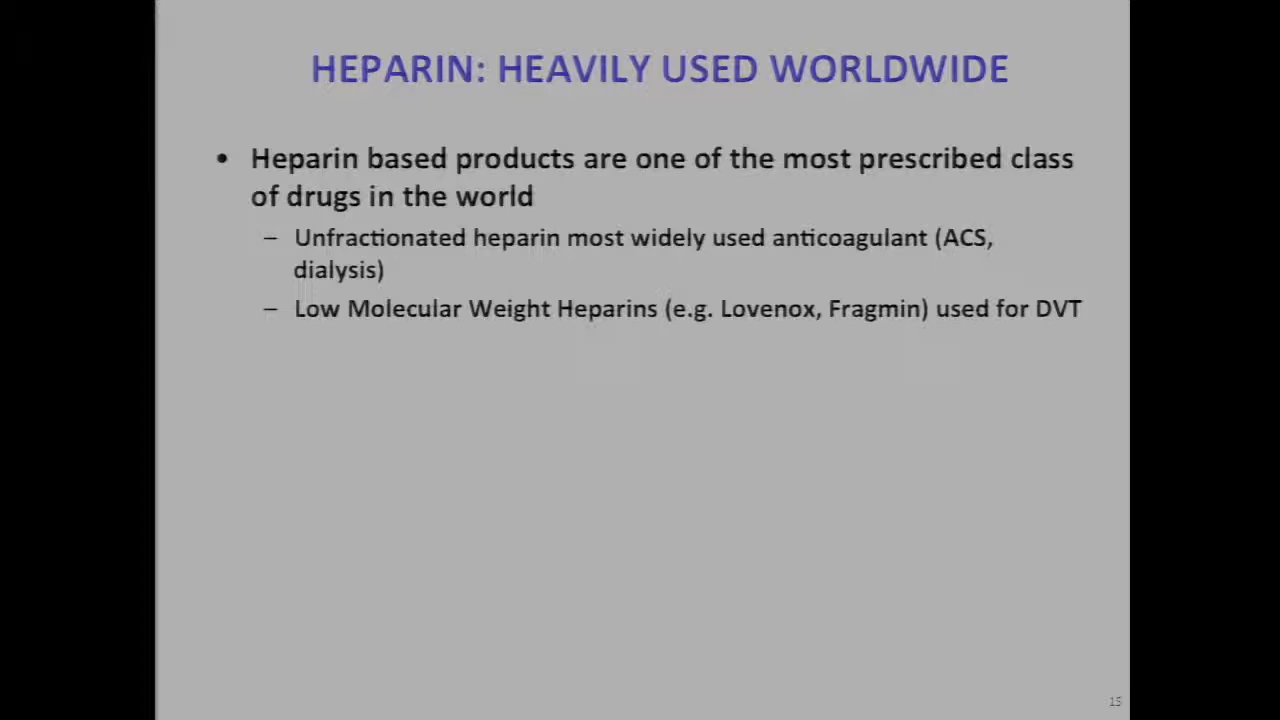 HEPARIN: HEAVILY USED WORLDWIDE
• Heparin based products are one of the most prescribed class
of drugs in the world
– Unfractionated heparin most widely used anticoagulant (ACS,
dialysis)
– Low Molecular Weight Heparins (e.g. Lovenox, Fragmin) used for DVT
15